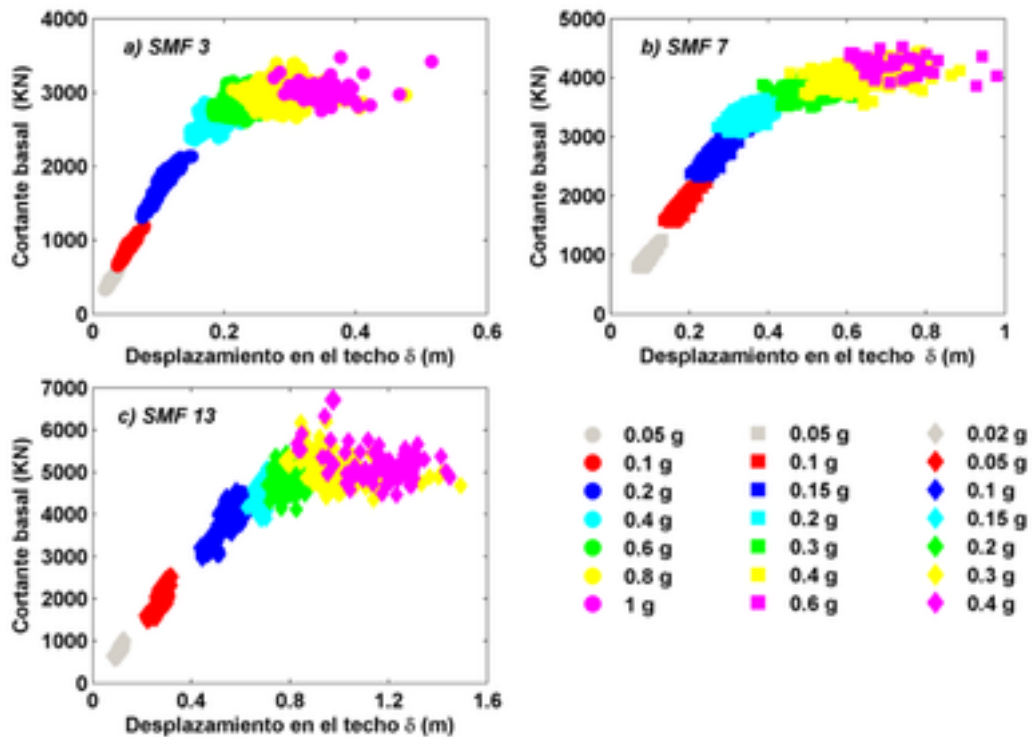 a) SMF 3
Cortante basal (KN)
4000
3000
2000
1000
0
0 0.2 0.4 0.6
Desplazamiento en el techo δ (m)
b) SMF 7
Cortante basal (KN)
5000
4000
3000
2000
1000
0
0 0.2 0.4 0.6 0.8 1
Desplazamiento en el techo δ (m)
c) SMF 13
Cortante basal (KN)
7000
6000
5000
4000
3000
2000
1000
0
0 0.4 0.8 1.2 1.6
Desplazamiento en el techo δ (m)
0.05 g 0.05 g 0.02 g
0.1 g 0.1 g 0.05 g
0.2 g 0.15 g 0.1 g
0.4 g 0.2 g 0.15 g
0.6 g 0.3 g 0.2 g
0.8 g 0.4 g 0.3 g
1 g 0.6 g 0.4 g